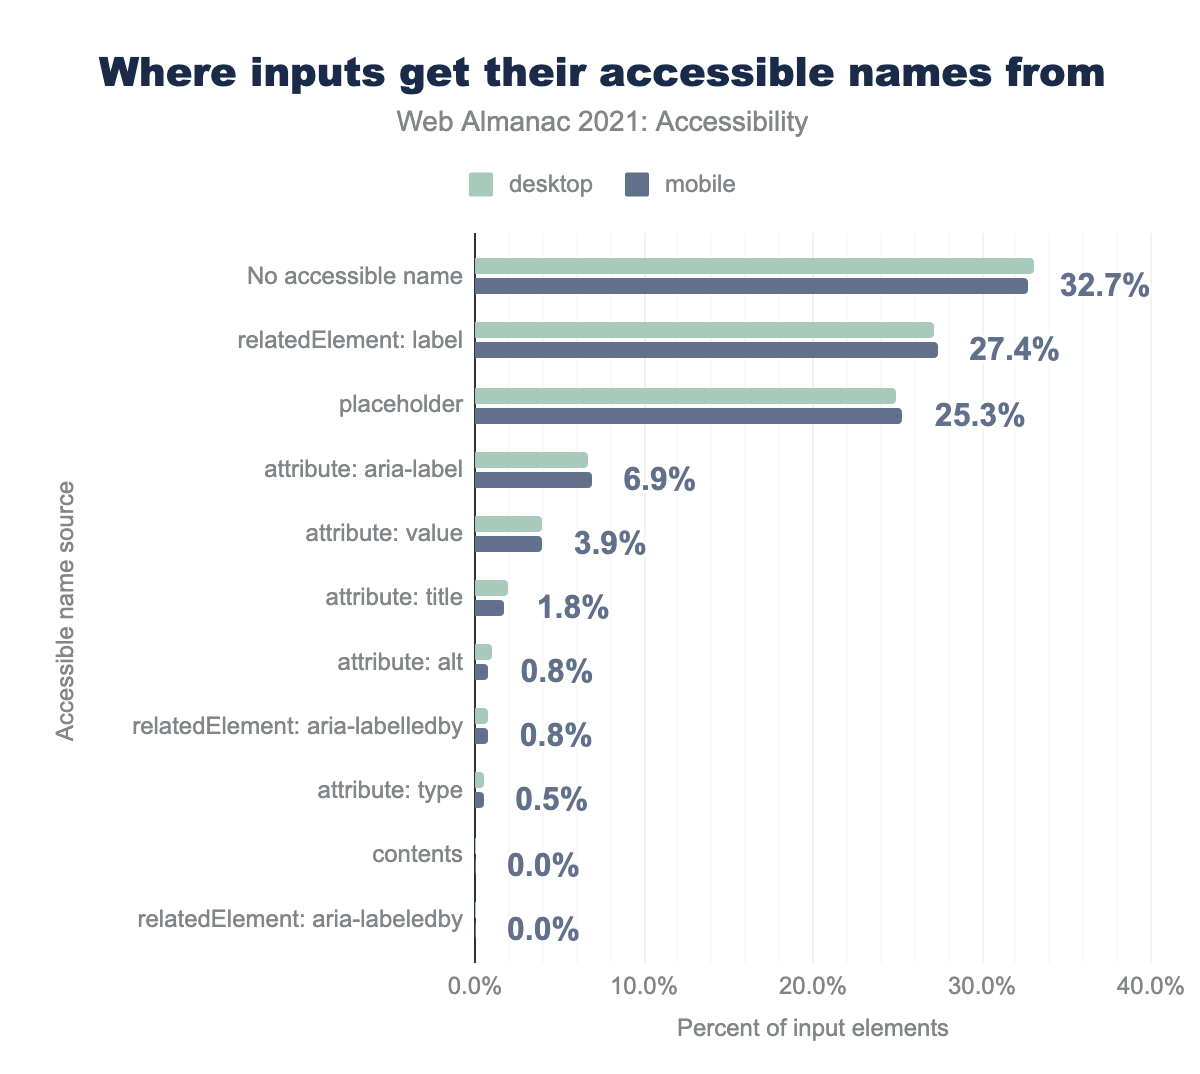 Where inputs get their accessible names from
Web Almanac 2021: Accessibility
desktop
mobile
Accessible name source
No accessible name
32.7%
relatedElement: label
27.4%
placeholder
25.3%
attribute: aria-label
6.9%
attribute: value
3.9%
attribute: title
1.8%
attribute: alt
0.8%
relatedElement: aria-labelledby
0.8%
attribute: type
0.5%
contents
0.0%
relatedElement: aria-labeledby
0.0%
0.0% 10.0% 20.0% 30.0% 40.0%
Percent of input elements